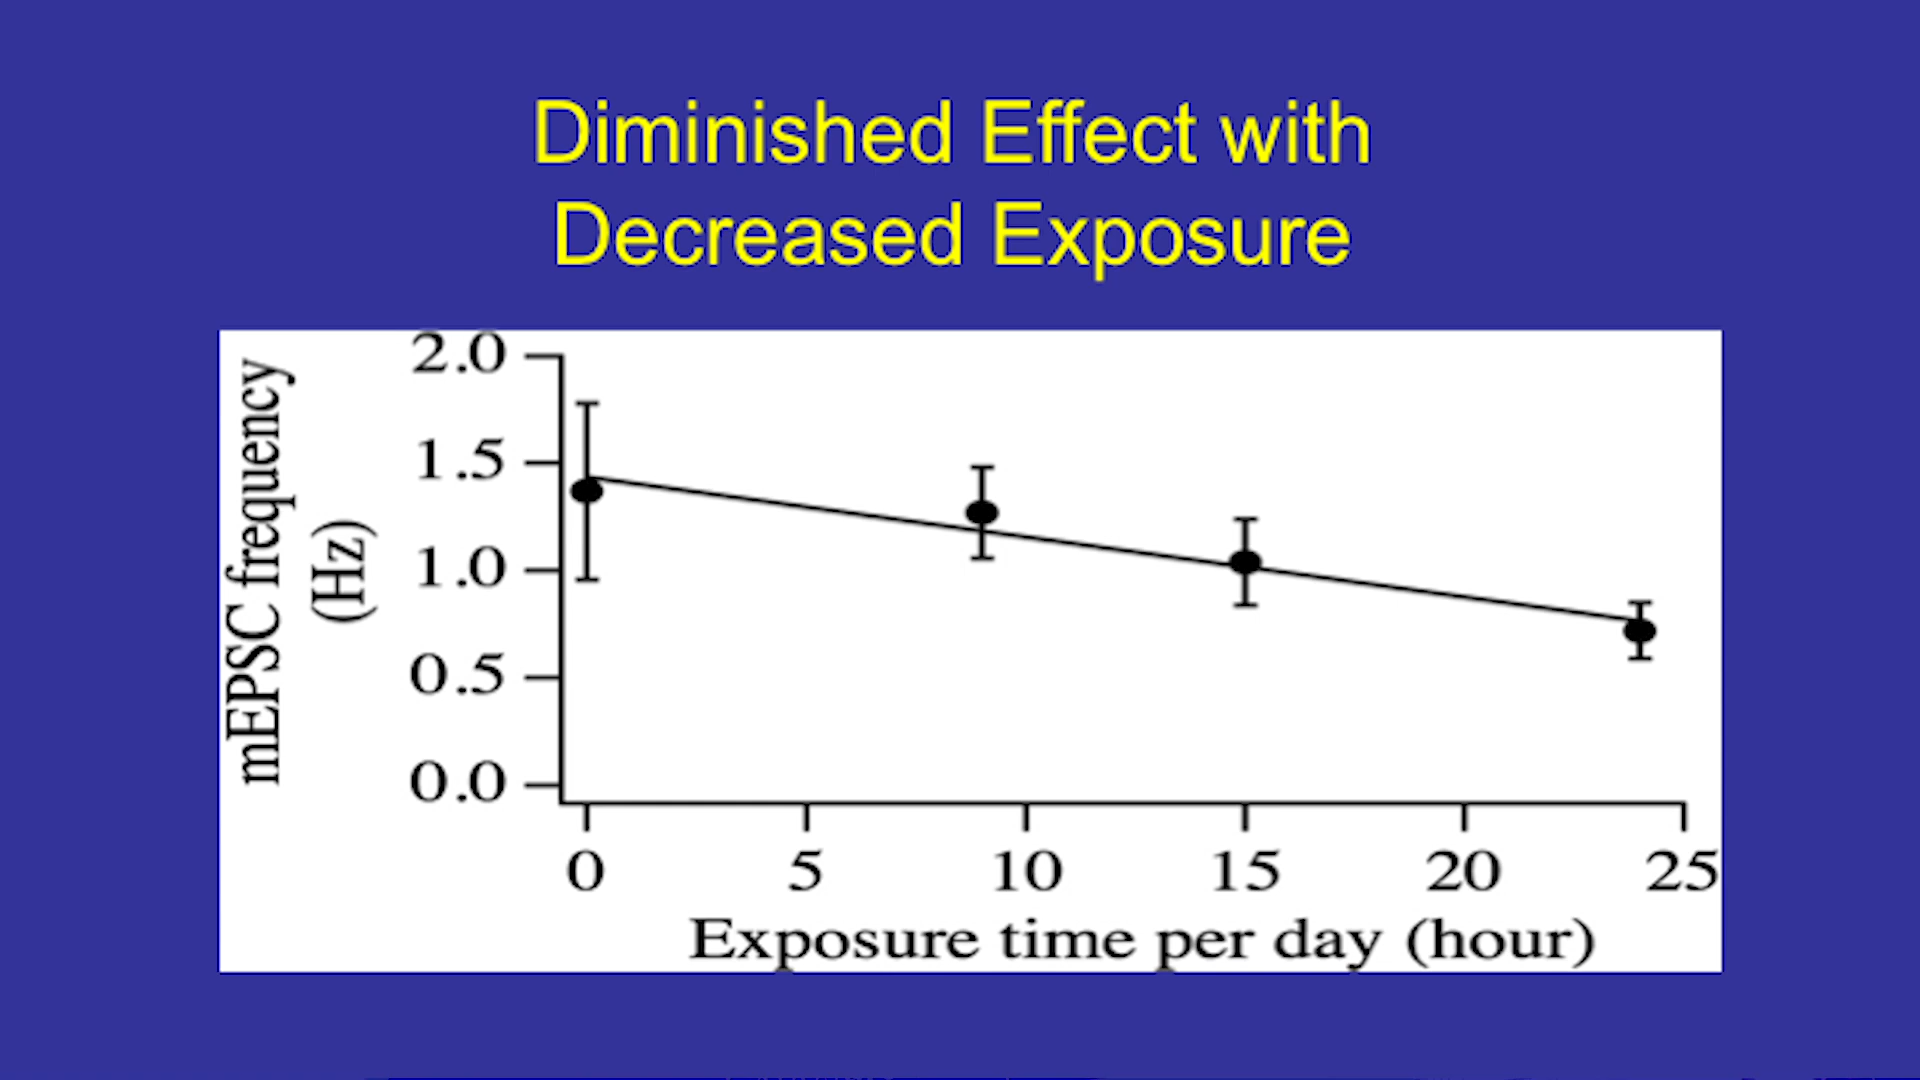 Diminished Effect with
Decreased Exposure
mEPSC frequency
(Hz)
2.0
1.5
1.0
0.5
0.0
0 5 10 15 20 25
Exposure time per day (hour)